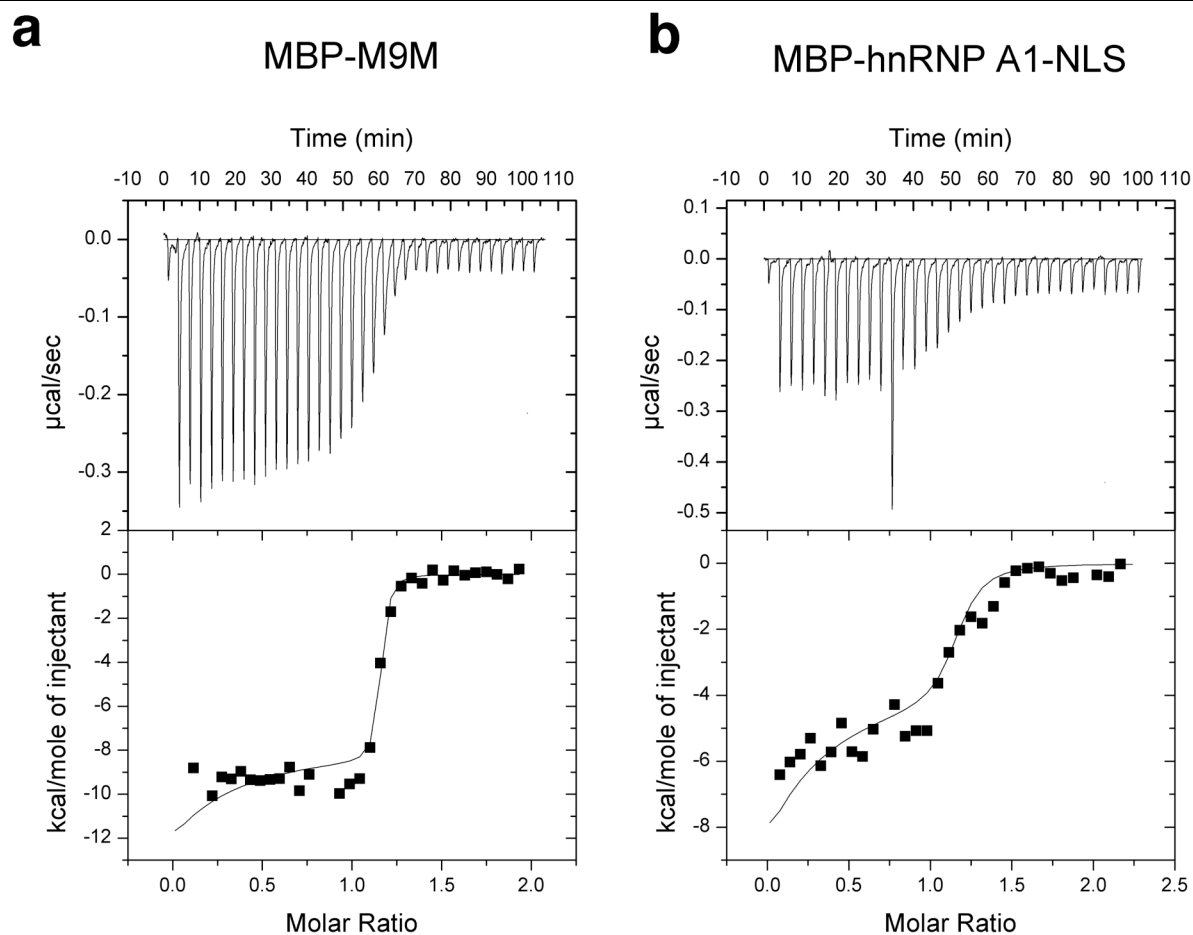 a
MBP-M9M
Time (min)
-10 0 10 20 30 40 50 60 70 80 90 100 110
0.0
-0.1
-0.2
-0.3
µcal/sec
2
0
-2
-4
-6
-8
-10
-12
kcal/mole of injectant
0.0 0.5 1.0 1.5 2.0
Molar Ratio
b
MBP-hnRNP A1-NLS
Time (min)
-10 0 10 20 30 40 50 60 70 80 90 100 110
0.1
0.0
-0.1
-0.2
-0.3
-0.4
-0.5
µcal/sec
0
-2
-4
-6
-8
kcal/mole of injectant
0.0 0.5 1.0 1.5 2.0 2.5
Molar Ratio